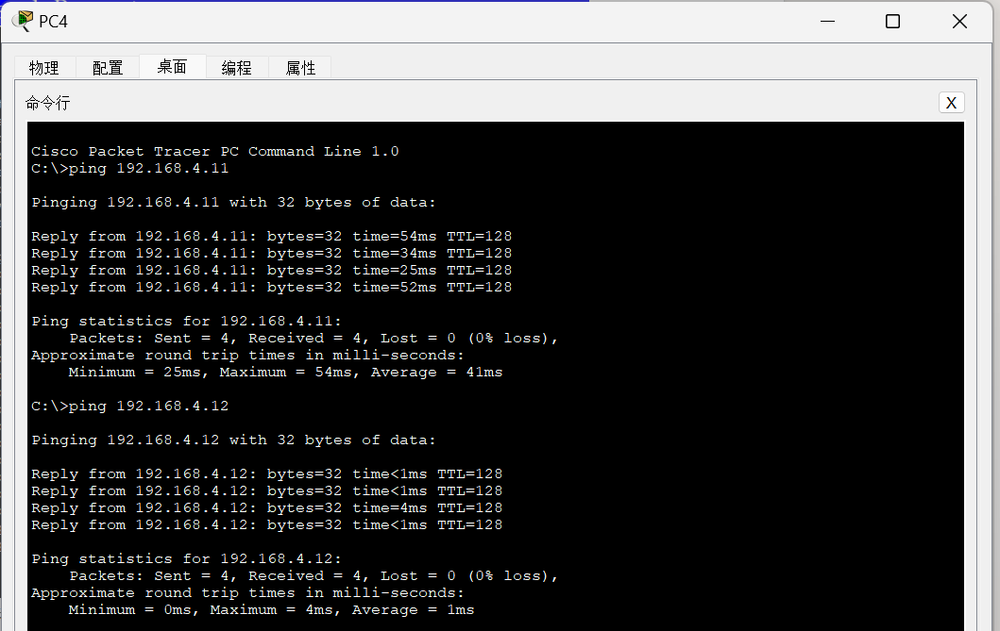 PC4
物理 配置 桌面 编程 属性
命令行 X
Cisco Packet Tracer PC Command Line 1.0
C:\>ping 192.168.4.11
Pinging 192.168.4.11 with 32 bytes of data:
Reply from 192.168.4.11: bytes=32 time=54ms TTL=128
Reply from 192.168.4.11: bytes=32 time=34ms TTL=128
Reply from 192.168.4.11: bytes=32 time=25ms TTL=128
Reply from 192.168.4.11: bytes=32 time=52ms TTL=128
Ping statistics for 192.168.4.11:
    Packets: Sent = 4, Received = 4, Lost = 0 (0% loss),
Approximate round trip times in milli-seconds:
    Minimum = 25ms, Maximum = 54ms, Average = 41ms
C:\>ping 192.168.4.12
Pinging 192.168.4.12 with 32 bytes of data:
Reply from 192.168.4.12: bytes=32 time<1ms TTL=128
Reply from 192.168.4.12: bytes=32 time<1ms TTL=128
Reply from 192.168.4.12: bytes=32 time=4ms TTL=128
Reply from 192.168.4.12: bytes=32 time<1ms TTL=128
Ping statistics for 192.168.4.12:
    Packets: Sent = 4, Received = 4, Lost = 0 (0% loss),
Approximate round trip times in milli-seconds:
    Minimum = 0ms, Maximum = 4ms, Average = 1ms